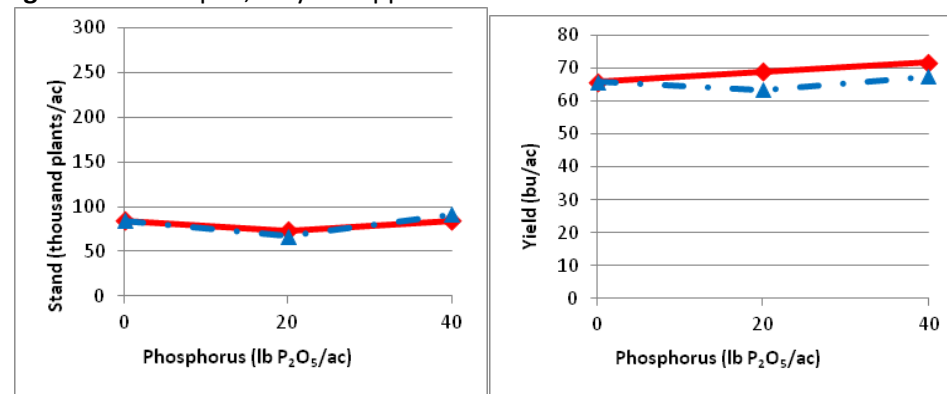 300
250
200
150
100
50
0
0 20 40
Stand (thousand plants/ac)
Phosphorus (lb P₂O₅/ac)
80
70
60
50
40
30
20
10
0
0 20 40
Yield (bu/ac)
Phosphorus (lb P₂O₅/ac)